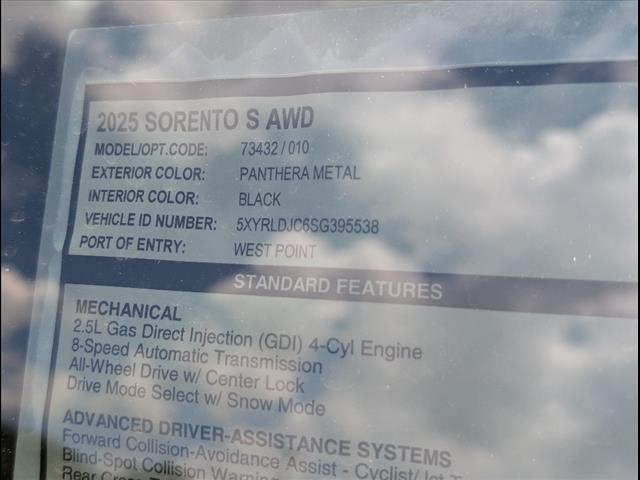 2025 SORENTO S AWD
MODEL/OPT.CODE: 73432 / 010
EXTERIOR COLOR: PANTHERA METAL
INTERIOR COLOR: BLACK
VEHICLE ID NUMBER: 5XYRLDJC6SG395538
PORT OF ENTRY: WEST POINT
STANDARD FEATURES
MECHANICAL
2.5L Gas Direct Injection (GDI) 4-Cyl Engine
8-Speed Automatic Transmission
All-Wheel Drive w/ Center Lock
Drive Mode Select w/ Snow Mode
ADVANCED DRIVER-ASSISTANCE SYSTEMS
Forward Collision-Avoidance Assist - Cyclist/
Blind-Spot Collision Warning
Rear